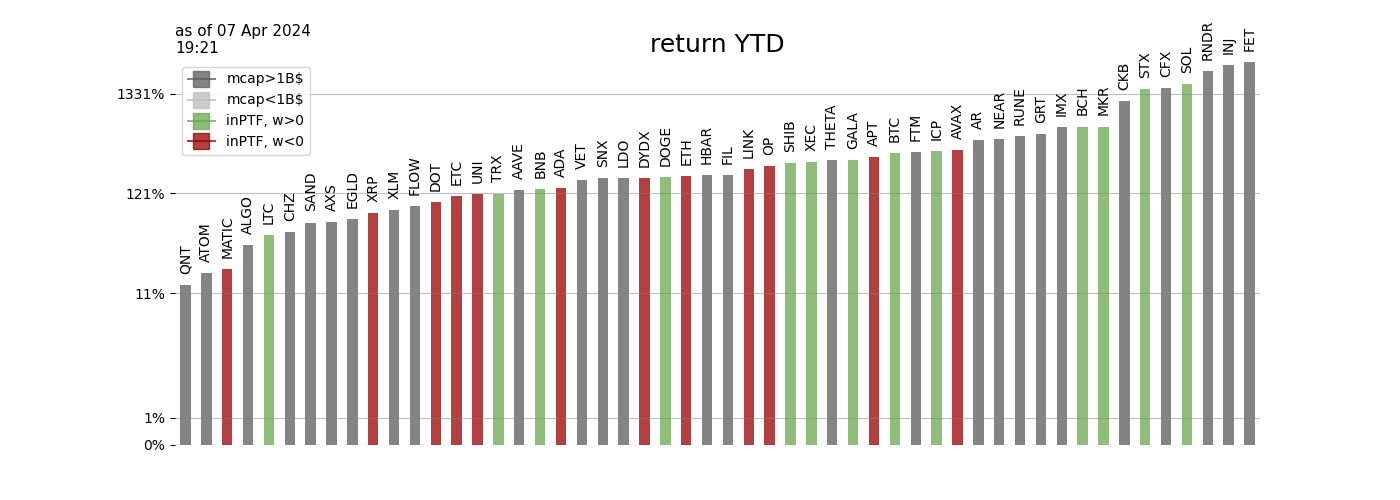 as of 07 Apr 2024
19:21
return YTD
mcap>1B$
mcap<1B$
inPTF, w>0
inPTF, w<0
1331%
121%
11%
1%
0%
QNT
ATOM
MATIC
ALGO
LTC
CHZ
SAND
AXS
EGLD
XRP
XLM
FLOW
DOT
ETC
UNI
TRX
AAVE
BNB
ADA
VET
SNX
LDO
DYDX
DOGE
ETH
HBAR
FIL
LINK
OP
SHIB
XEC
THETA
GALA
APT
BTC
FTM
ICP
AVAX
AR
NEAR
RUNE
GRT
IMX
BCH
MKR
CKB
STX
CFX
SOL
RNDR
INJ
FET